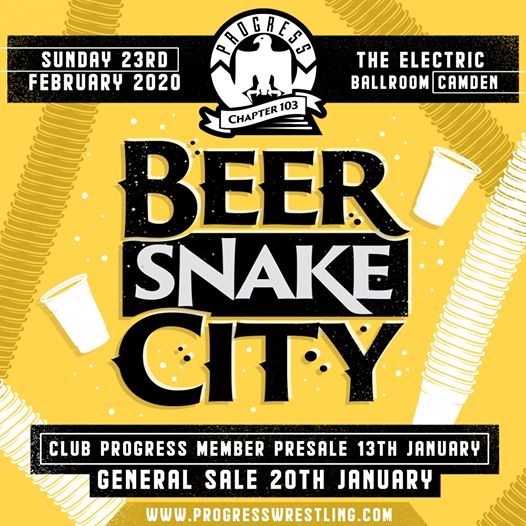 SUNDAY 23RD
FEBRUARY 2020
PROGRESS
CHAPTER 103
THE ELECTRIC
BALLROOM CAMDEN
BEER
SNAKE
CITY
CLUB PROGRESS MEMBER PRESALE 13TH JANUARY
GENERAL SALE 20TH JANUARY
WWW.PROGRESSWRESTLING.COM